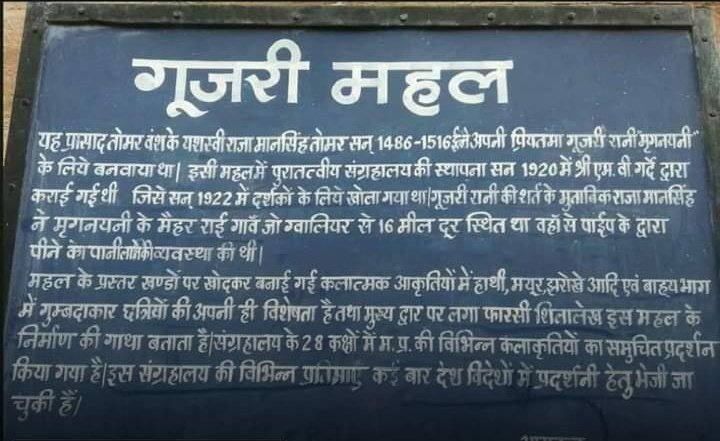 गूजरी महल
यह प्रासाद तोमर वंश के यशस्वी राजा मानसिंह तोमर सन् 1486-1516ई ने अपनी प्रियतमा गूजरी रानी "मृगनयनी"
के लिये बनवाया था। इसी महल में पुरातत्वीय संग्रहालय की स्थापना सन 1920 में श्री एम. वी गर्दे द्वारा
कराई गई थी जिसे सन् 1922 में दर्शकों के लिये खोला गया था। गूजरी रानी की शर्त के मुताबिक राजा मानसिंह
ने मृगनयनी के मैहर राई गाँव जो ग्वालियर से 16 मील दूर स्थित था वहाँ से पाईप के द्वारा
पीने का पानी लाने की व्यवस्था की थी।
महल के प्रस्तर खण्डों पर खोदकर बनाई गई कलात्मक आकृतियों में हाथी, मयूर, झरोखे आदि एवं बाहय भाग
में गुम्बदाकार छत्रियों की अपनी ही विशेषता है तथा मुख्य द्वार पर लगा फारसी शिलालेख इस महल के
निर्माण की गाथा बताता है। संग्रहालय के 28 कक्षों में म.प्र. की विभिन्न कलाकृतियों का समुचित प्रदर्शन
किया गया है। इस संग्रहालय की विभिन्न प्रतिमाएं कई बार देश विदेशों में प्रदर्शनी हेतु भेजी जा
चुकी हैं।